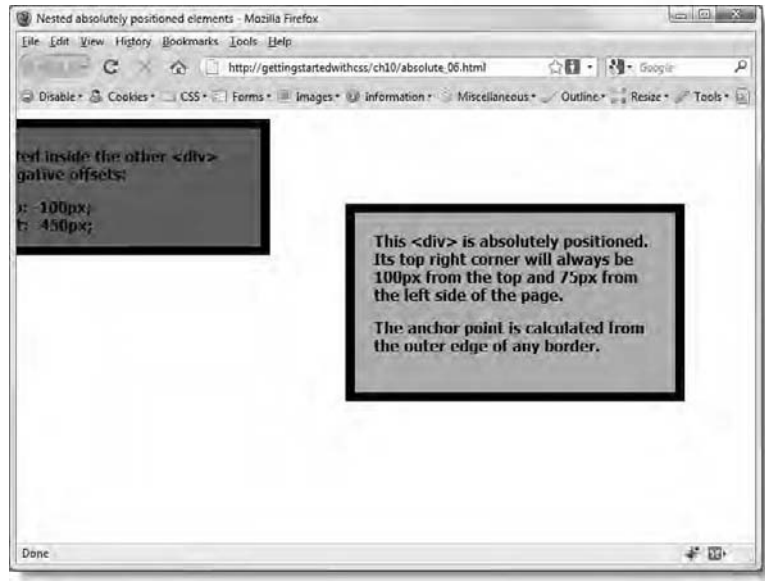 Nested absolutely positioned elements - Mozilla Firefox
File Edit View History Bookmarks Tools Help
http://gettingstartedwithcss/ch10/absolute_06.html Google
Disable Cookies CSS Forms Images Information Miscellaneous Outline Resize Tools
ted inside the other <div>
gative offsets:
p: -100px;
t: -450px;
This <div> is absolutely positioned.
Its top right corner will always be
100px from the top and 75px from
the left side of the page.
The anchor point is calculated from
the outer edge of any border.
Done